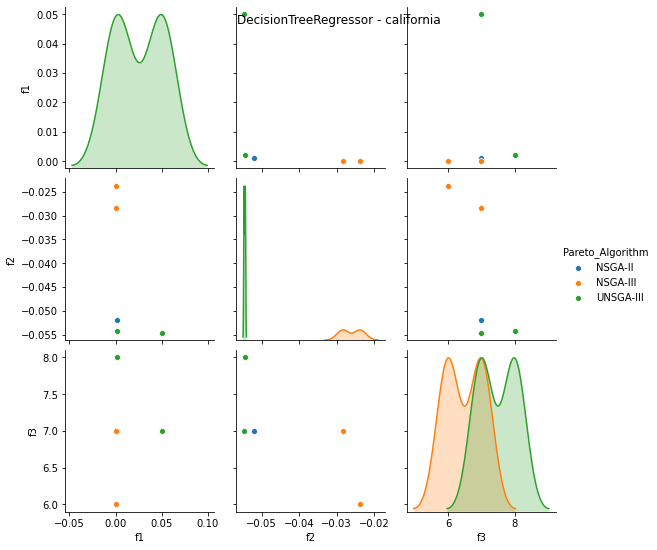 DecisionTreeRegressor - california
0.05
0.04
0.03
0.02
0.01
0.00
f1
−0.025
−0.030
−0.035
−0.040
−0.045
−0.050
−0.055
f2
Pareto_Algorithm
NSGA-II
NSGA-III
UNSGA-III
8.0
7.5
7.0
6.5
6.0
f3
−0.05 0.00 0.05 0.10
f1
−0.05 −0.04 −0.03 −0.02
f2
6 8
f3